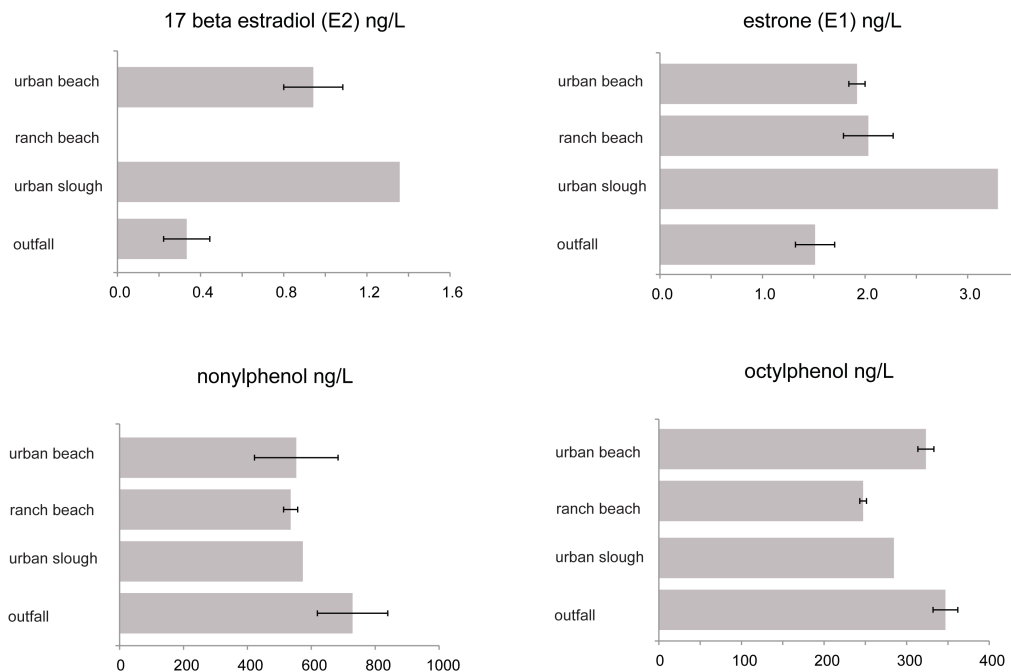 17 beta estradiol (E2) ng/L
urban beach
ranch beach
urban slough
outfall
0.0 0.4 0.8 1.2 1.6
estrone (E1) ng/L
urban beach
ranch beach
urban slough
outfall
0.0 1.0 2.0 3.0
nonylphenol ng/L
urban beach
ranch beach
urban slough
outfall
0 200 400 600 800 1000
octylphenol ng/L
urban beach
ranch beach
urban slough
outfall
0 100 200 300 400